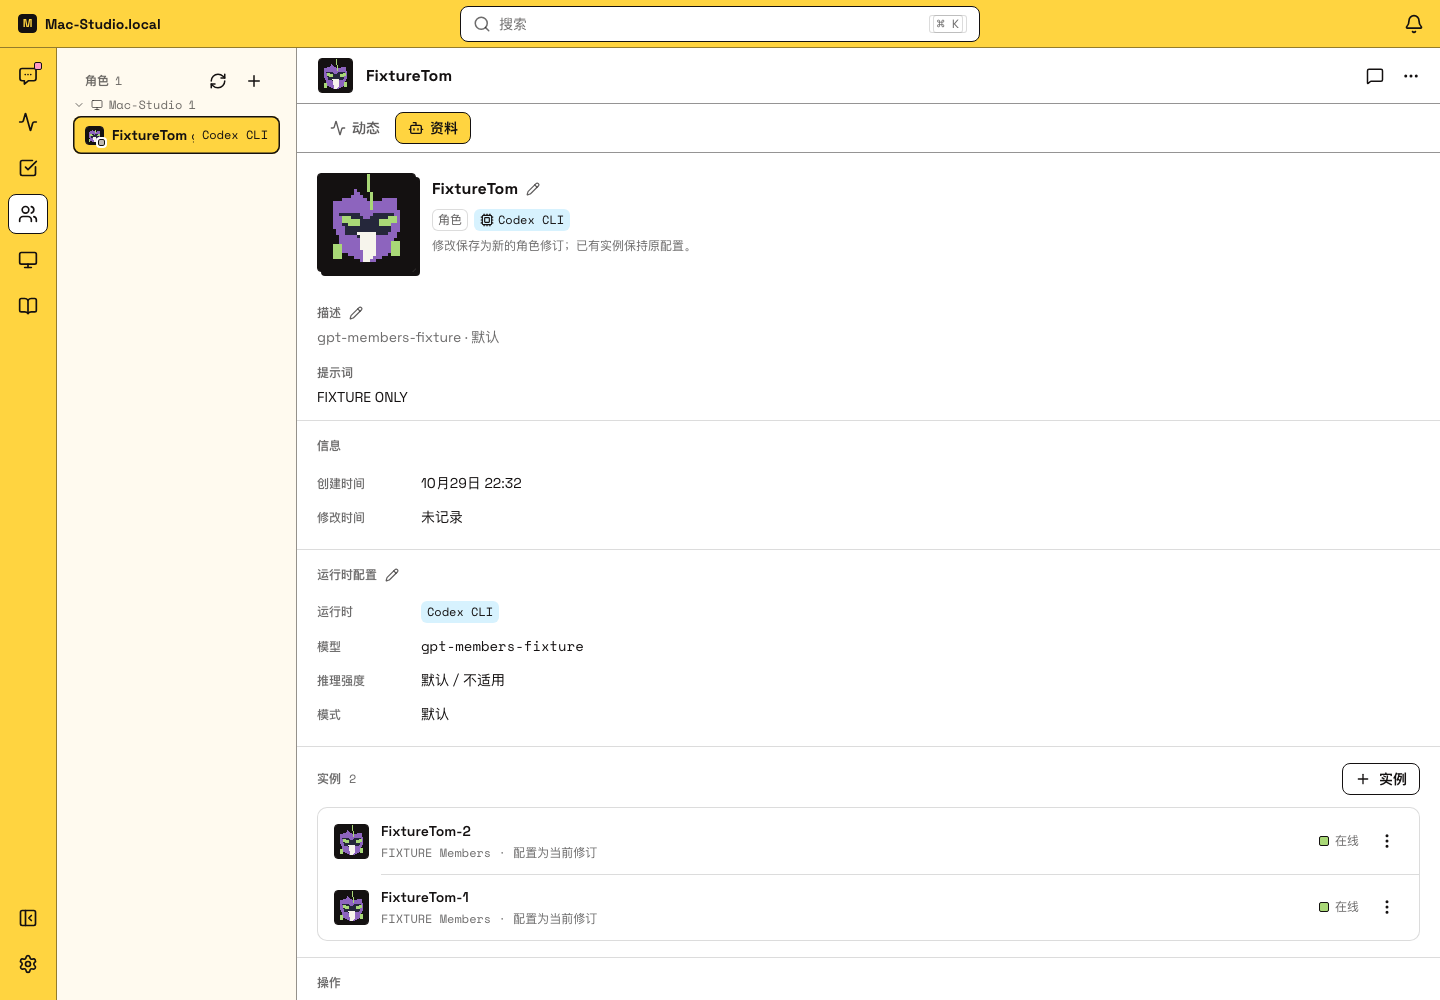 M Mac-Studio.local
搜索
⌘ K
角色 1
Mac-Studio 1
FixtureTom
Codex CLI
FixtureTom
动态
资料
FixtureTom
角色
Codex CLI
修改保存为新的角色修订；已有实例保持原配置。
描述
gpt-members-fixture · 默认
提示词
FIXTURE ONLY
信息
创建时间 10月29日 22:32
修改时间 未记录
运行时配置
运行时 Codex CLI
模型 gpt-members-fixture
推理强度 默认 / 不适用
模式 默认
实例 2
实例
FixtureTom-2
FIXTURE Members · 配置为当前修订
在线
FixtureTom-1
FIXTURE Members · 配置为当前修订
在线
操作